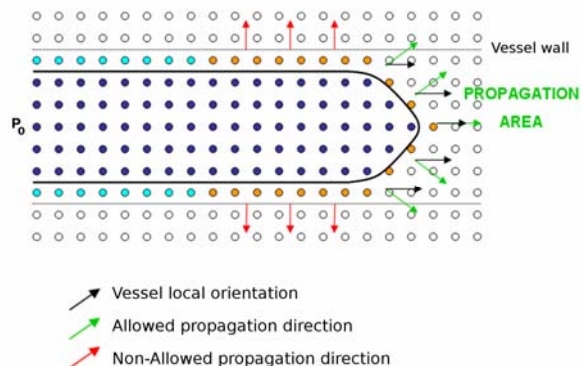 Vessel wall
PROPAGATION
P0
AREA
Vessel local orientation
Allowed propagation direction
Non-Allowed propagation direction